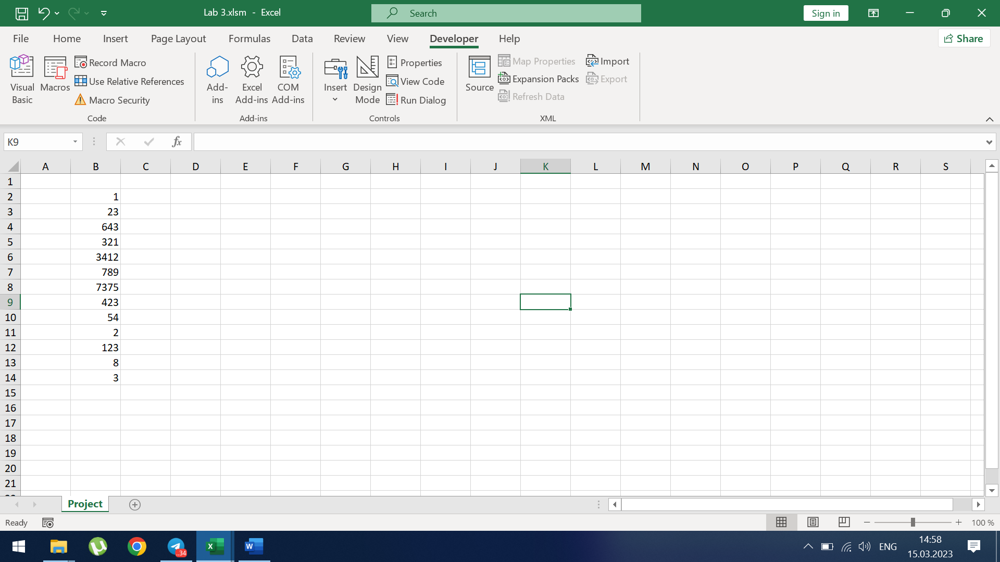 Lab 3.xlsm - Excel
Search
Sign in
File Home Insert Page Layout Formulas Data Review View Developer Help
Share
Visual Basic
Macros
Record Macro
Use Relative References
Macro Security
Code
Add-ins
Excel Add-ins
COM Add-ins
Add-ins
Insert
Design Mode
Properties
View Code
Run Dialog
Controls
Source
Map Properties
Expansion Packs
Refresh Data
Import
Export
XML
K9
fx
A B C D E F G H I J K L M N O P Q R S
1
2 1
3 23
4 643
5 321
6 3412
7 789
8 7375
9 423
10 54
11 2
12 123
13 8
14 3
15
16
17
18
19
20
21
Project
Ready
100 %
..34
X
W
ENG
14:58
15.03.2023